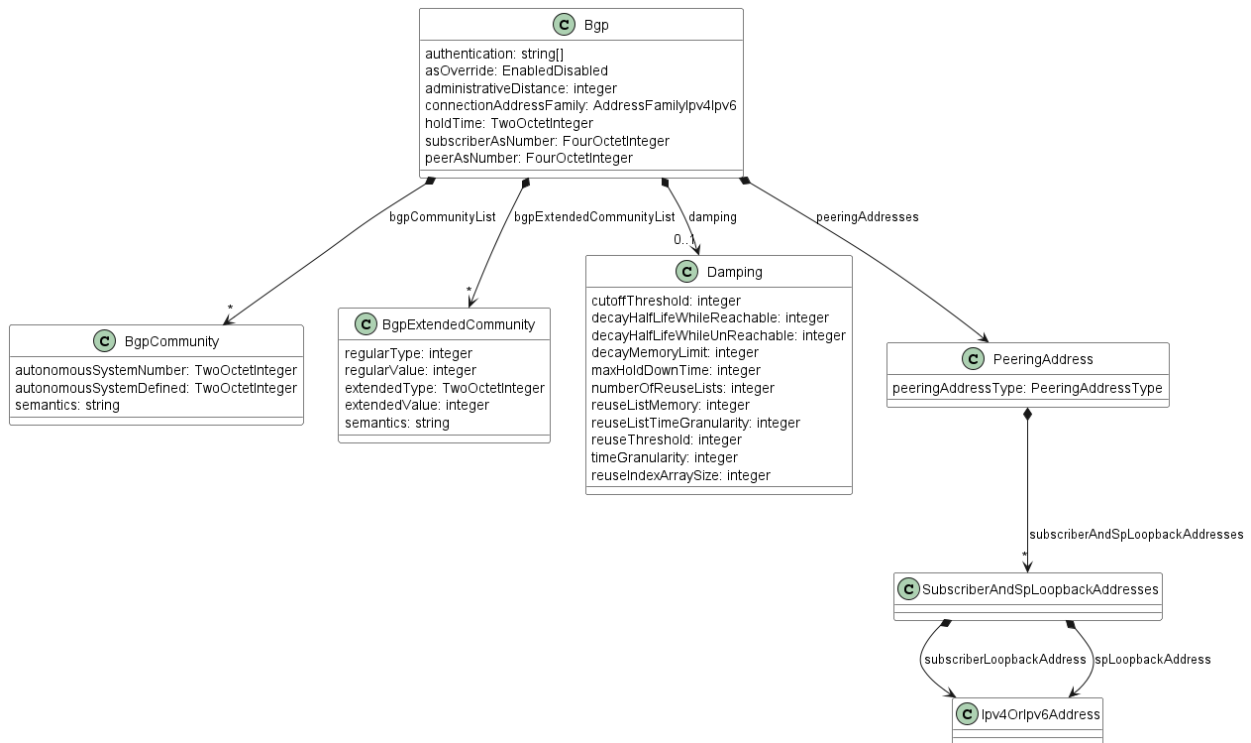 C Bgp
authentication: string[]
asOverride: EnabledDisabled
administrativeDistance: integer
connectionAddressFamily: AddressFamilyIpv4Ipv6
holdTime: TwoOctetInteger
subscriberAsNumber: FourOctetInteger
peerAsNumber: FourOctetInteger
bgpCommunityList
bgpExtendedCommunityList
damping
peeringAddresses
*
*
0..1
C BgpCommunity
autonomousSystemNumber: TwoOctetInteger
autonomousSystemDefined: TwoOctetInteger
semantics: string
C BgpExtendedCommunity
regularType: integer
regularValue: integer
extendedType: TwoOctetInteger
extendedValue: integer
semantics: string
C Damping
cutoffThreshold: integer
decayHalfLifeWhileReachable: integer
decayHalfLifeWhileUnReachable: integer
decayMemoryLimit: integer
maxHoldDownTime: integer
numberOfReuseLists: integer
reuseListMemory: integer
reuseListTimeGranularity: integer
reuseThreshold: integer
timeGranularity: integer
reuseIndexArraySize: integer
C PeeringAddress
peeringAddressType: PeeringAddressType
subscriberAndSpLoopbackAddresses
*
C SubscriberAndSpLoopbackAddresses
subscriberLoopbackAddress
spLoopbackAddress
C Ipv4OrIpv6Address